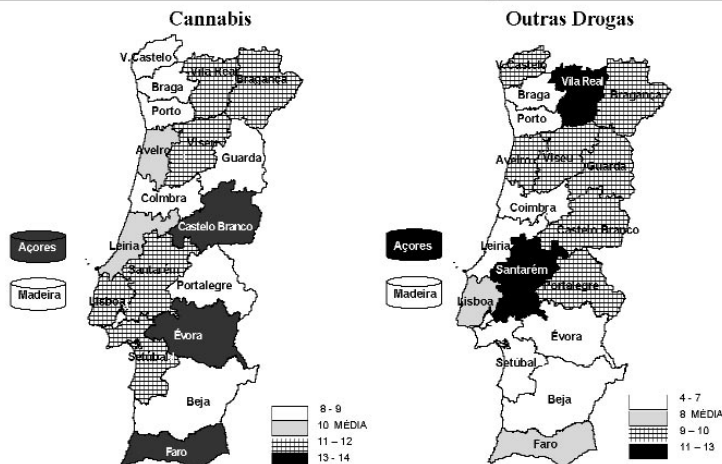 Cannabis
V.Castelo
Vila Real
Bragança
Braga
Porto
Aveiro
Viseu
Guarda
Coimbra
Castelo Branco
Leiria
Açores
Santarém
Madeira
Portalegre
Lisboa
Évora
Setúbal
Beja
Faro
8 - 9
10 MÉDIA
11 – 12
13 - 14
Outras Drogas
V.Castelo
Vila Real
Braga
Bragança
Porto
Aveiro
Viseu
Guarda
Coimbra
Castelo Branco
Açores
Leiria
Santarém
Madeira
Portalegre
Lisboa
Évora
Setúbal
Beja
Faro
4 - 7
8 MÉDIA
9 – 10
11 – 13